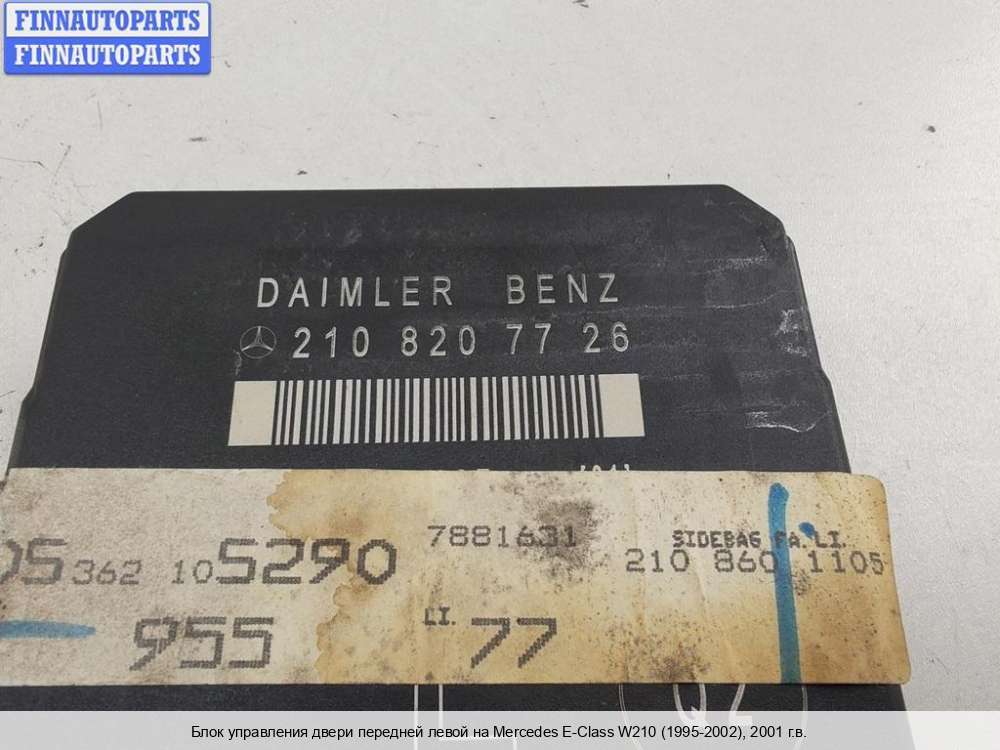 FINNAUTOPARTS
FINNAUTOPARTS
DAIMLER BENZ
210 820 77 26
7881631
SIDEBAG FA. LI.
362 10 5290
210 860 1105
955
LI.
77
Блок управления двери передней левой на Mercedes E-Class W210 (1995-2002), 2001 г.в.